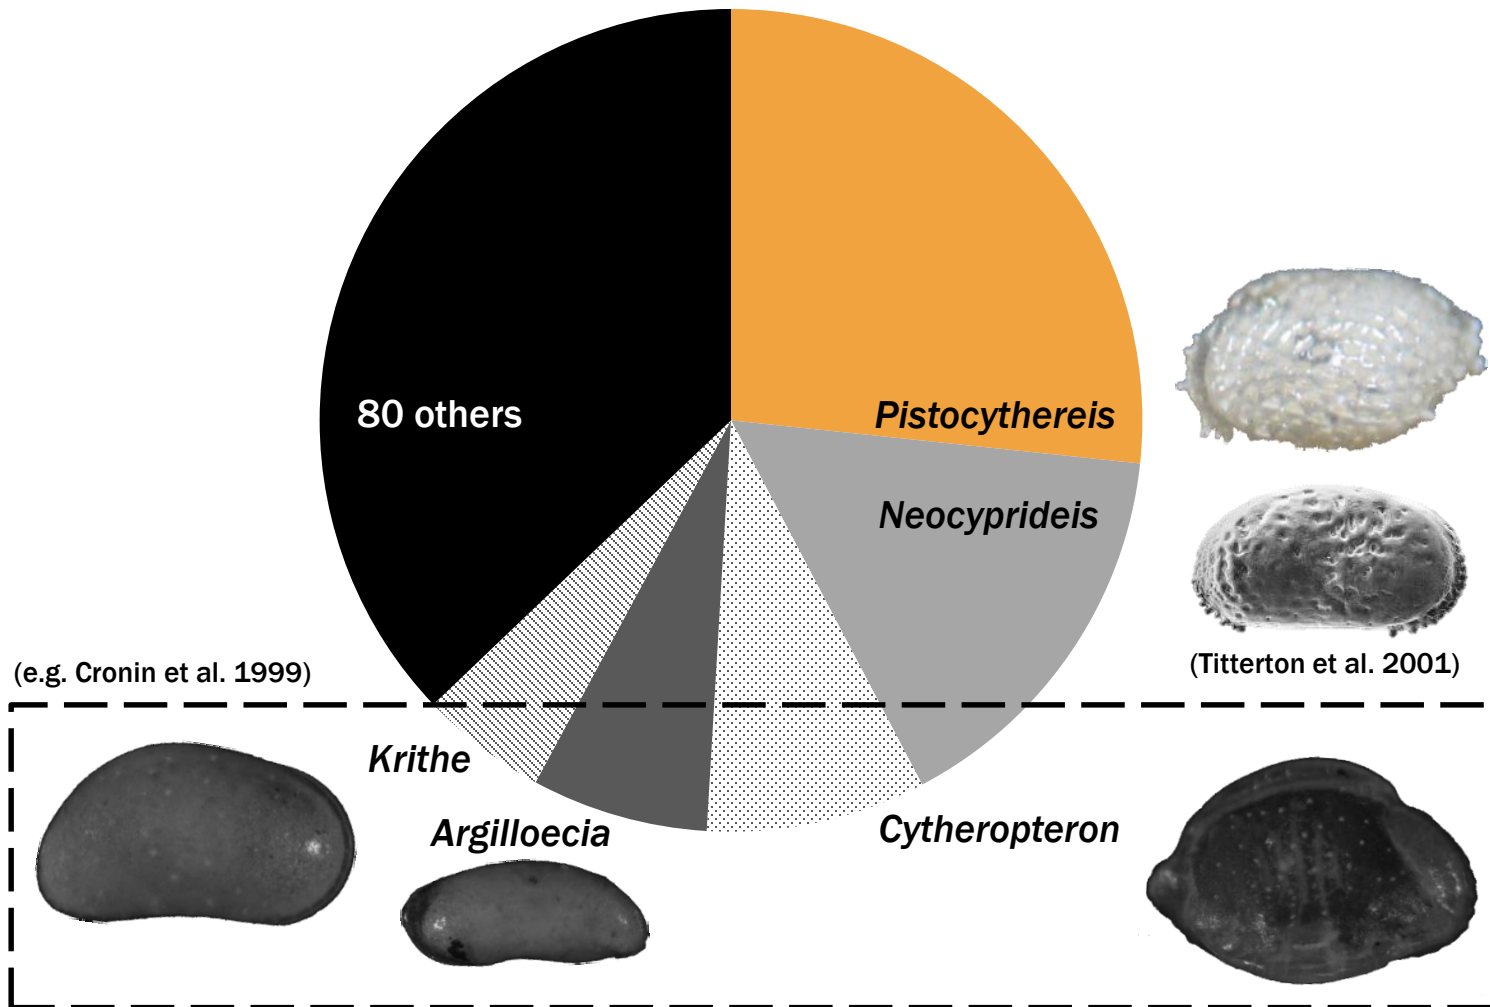 80 others
Pistocythereis
Neocyprideis
(e.g. Cronin et al. 1999)
(Titterton et al. 2001)
Krithe
Argilloecia
Cytheropteron